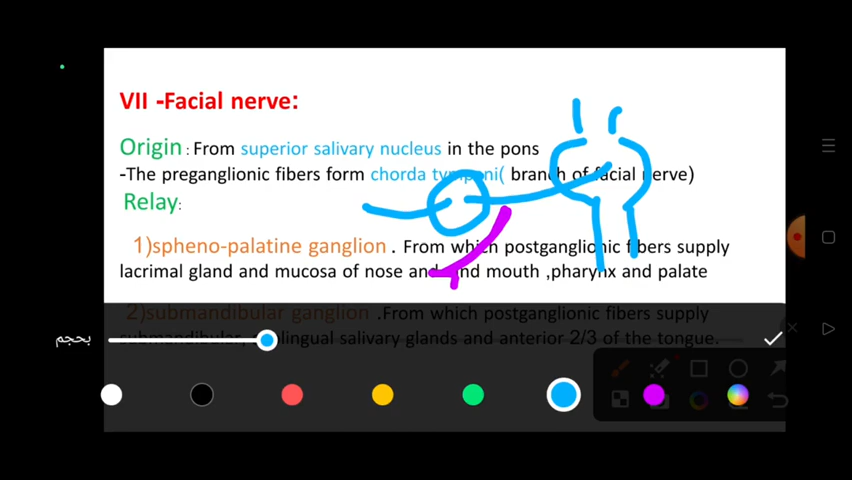 VII -Facial nerve:
Origin : From superior salivary nucleus in the pons
-The preganglionic fibers form chorda tympani( branch of facial nerve)
Relay:
1)spheno-palatine ganglion . From which postganglionic fibers supply
lacrimal gland and mucosa of nose and and mouth ,pharynx and palate
2)submandibular ganglion .From which postganglionic fibers supply
submandibular, sublingual salivary glands and anterior 2/3 of the tongue.
بحجم